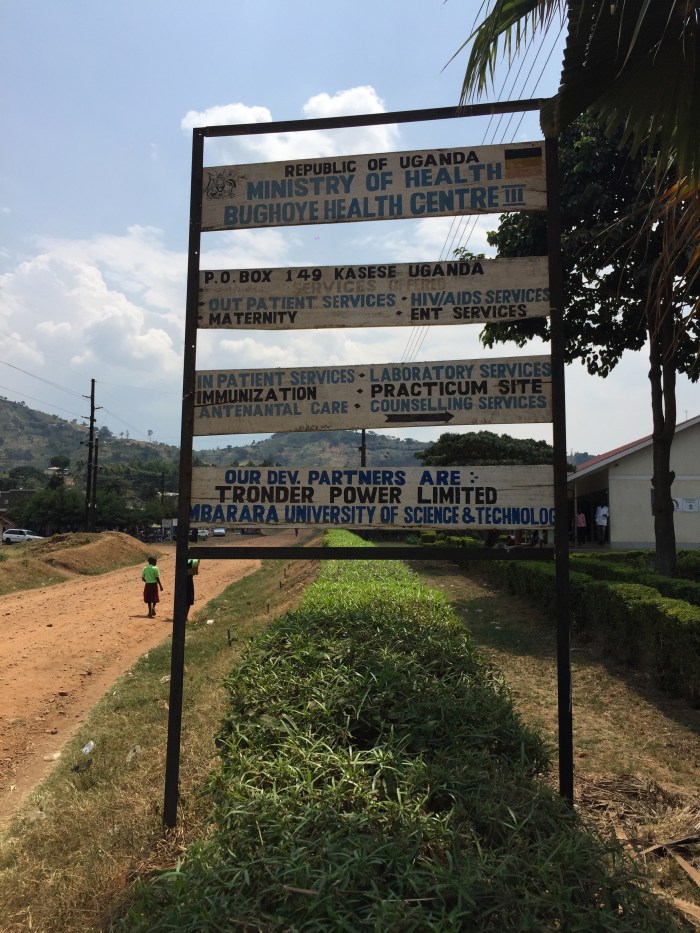 REPUBLIC OF UGANDA
MINISTRY OF HEALTH
BUGHOYE HEALTH CENTRE III
P.O. BOX 149 KASESE UGANDA
SERVICES OFFERED
OUT PATIENT SERVICES · HIV/AIDS SERVICES
MATERNITY · ENT SERVICES
IN PATIENT SERVICES · LABORATORY SERVICES
IMMUNIZATION · PRACTICUM SITE
ANTENANTAL CARE · COUNSELLING SERVICES
OUR DEV. PARTNERS ARE :-
TRONDER POWER LIMITED
MBARARA UNIVERSITY OF SCIENCE & TECHNOLOG